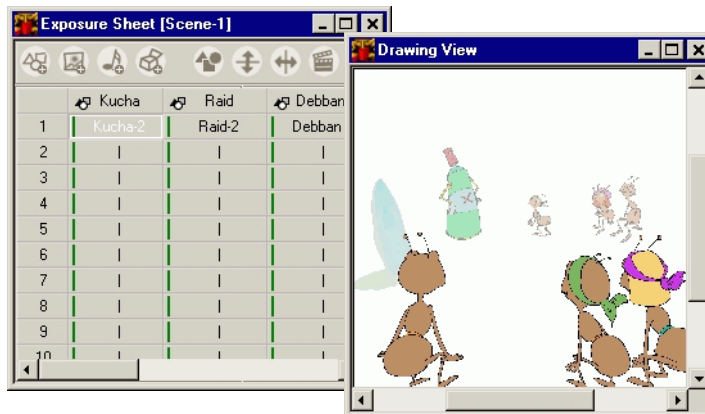 Exposure Sheet [Scene-1]
Drawing View
Kucha Raid Debban
1 Kucha-2 Raid-2 Debban
2
3
4
5
6
7
8
9
10